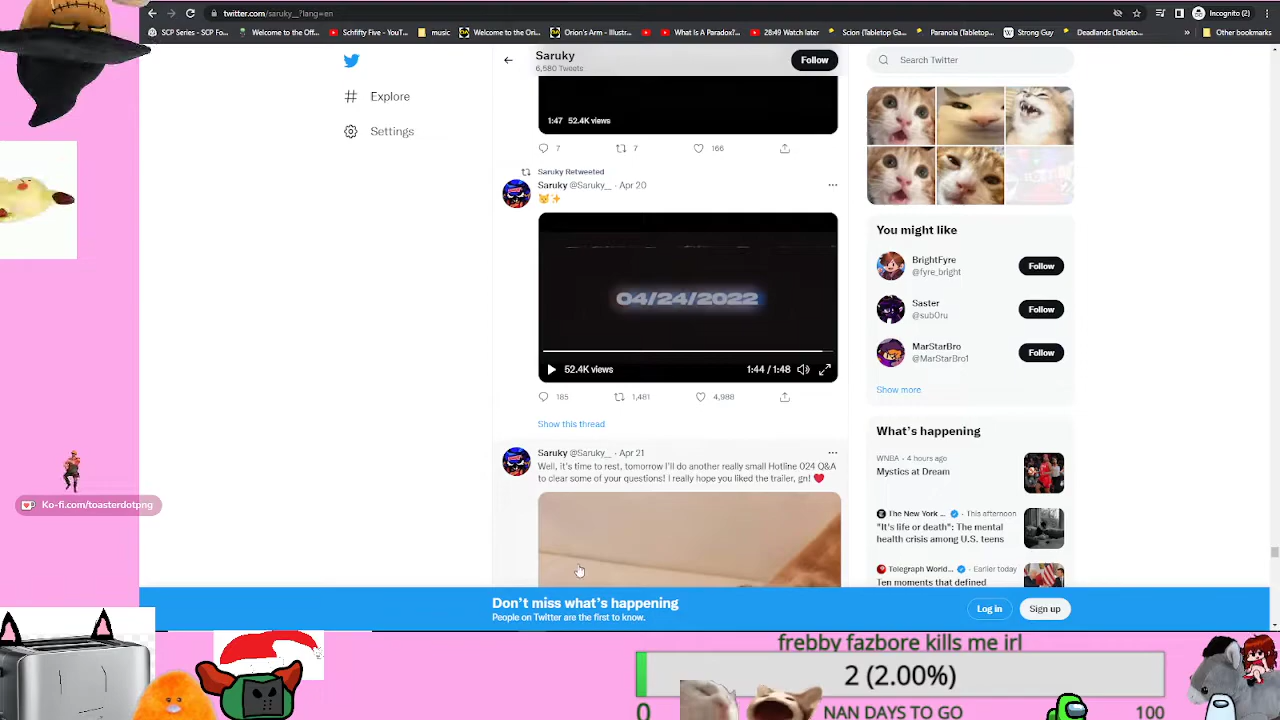 twitter.com/saruky__?lang=en
Incognito (2)
SCP Series - SCP Fo...
Welcome to the Off...
Schfifty Five - YouT...
music
Welcome to the Ou...
Orion's Arm - Illustr...
What Is A Paradox?...
28:49 Watch later
Scion (Tabletop Gam...
Paranoia (Tabletop...
Strong Guy
Deadlands (Tableto...
»
Other bookmarks
Saruky
6,580 Tweets
Follow
Search Twitter
Explore
Settings
1:47 52.4K views
7 7 166
Saruky Retweeted
Saruky @Saruky__ · Apr 20
04/24/2022
52.4K views
1:44 / 1:48
185 1,481 4,988
Show this thread
Saruky @Saruky__ · Apr 21
Well, it's time to rest, tomorrow I'll do another really small Hotline 024 Q&A
to clear some of your questions! I really hope you liked the trailer, gn!
You might like
BrightFyre
@fyre_bright
Follow
Saster
@sub0ru
Follow
MarStarBro
@MarStarBro1
Follow
Show more
What's happening
WNBA · 4 hours ago
Mystics at Dream
The New York ... · This afternoon
"It's life or death": The mental
health crisis among U.S. teens
Telegraph World... · Earlier today
Ten moments that defined
Don't miss what's happening
People on Twitter are the first to know.
Log in
Sign up
Ko-fi.com/toasterdotpng
frebby fazbore kills me irl
2 (2.00%)
0
NAN DAYS TO GO
100